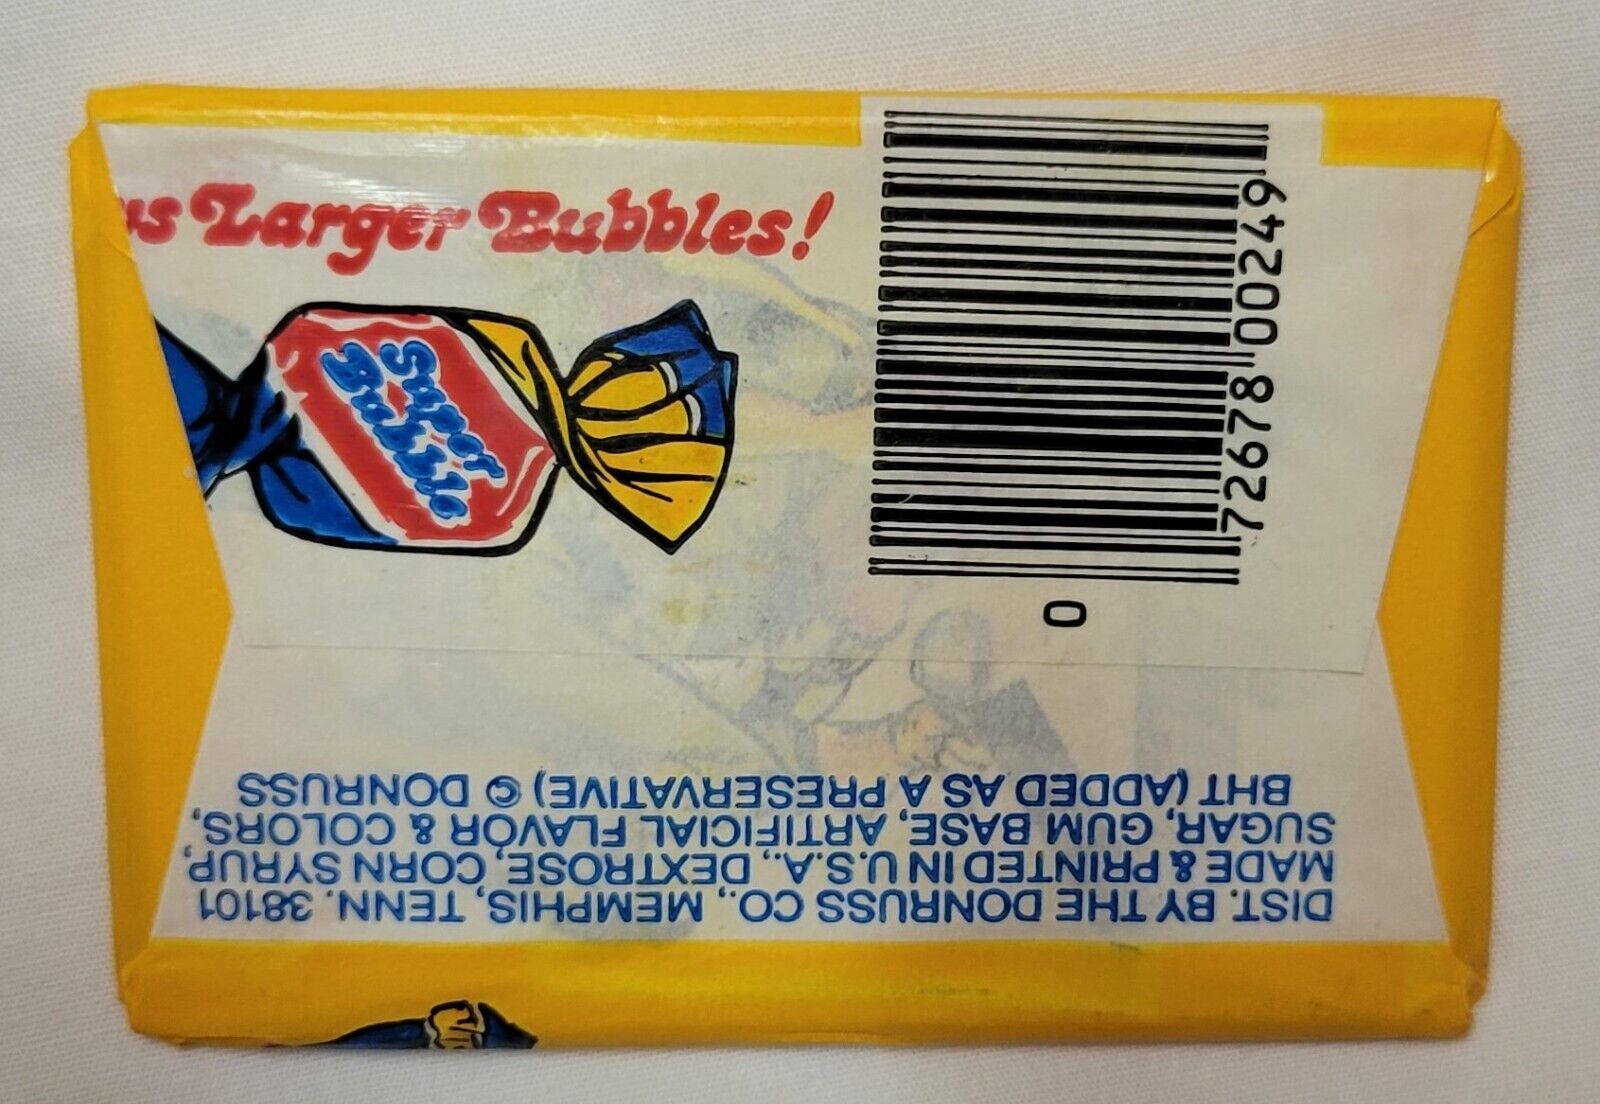 us Larger Bubbles!
Super
Bubble
72678 00249
0
DIST. BY THE DONRUSS CO., MEMPHIS, TENN. 38101
MADE & PRINTED IN U.S.A., DEXTROSE, CORN SYRUP,
SUGAR, GUM BASE, ARTIFICIAL FLAVOR & COLORS,
BHT (ADDED AS A PRESERVATIVE) © DONRUSS